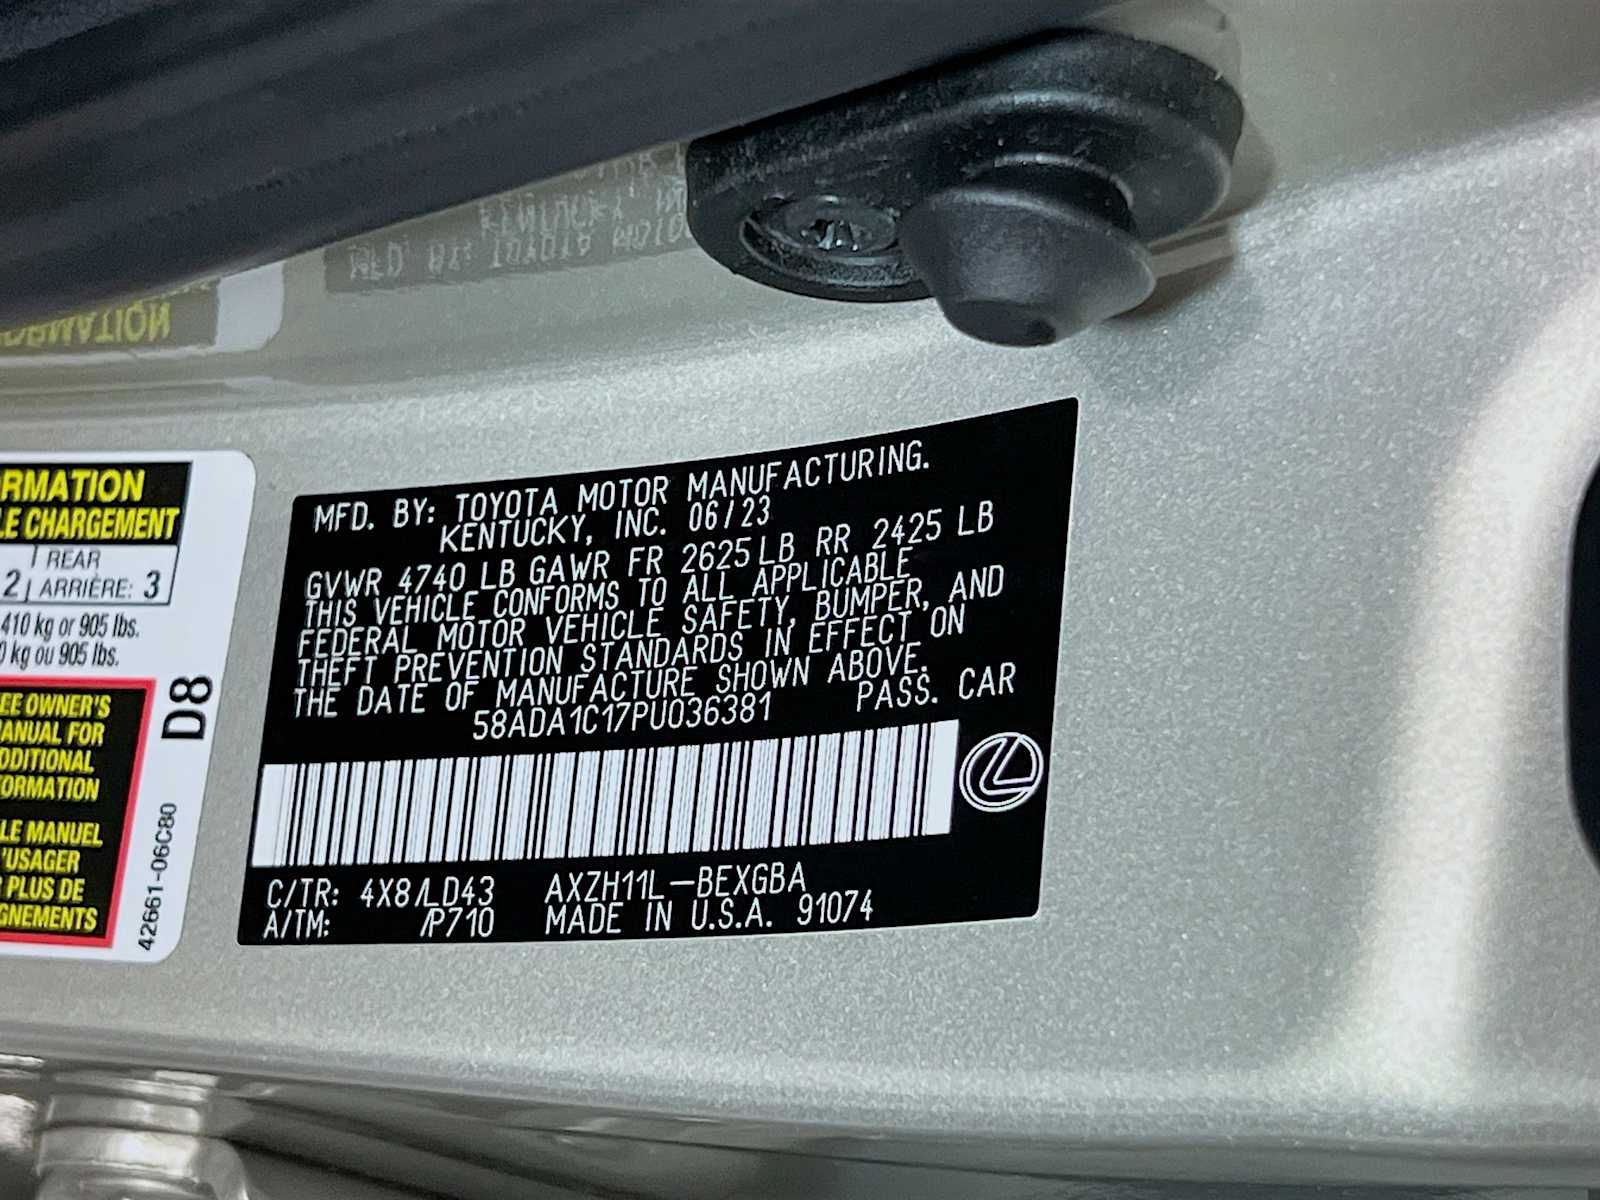 RMATION
LE CHARGEMENT
REAR
2 ARRIÈRE: 3
410 kg or 905 lbs.
0 kg ou 905 lbs.
EE OWNER'S
ANUAL FOR
DDITIONAL
FORMATION
LE MANUEL
'USAGER
PLUS DE
GNEMENTS
D8
42661-06C80
MFD. BY: TOYOTA MOTOR MANUFACTURING.
KENTUCKY, INC. 06/23
GVWR 4740 LB GAWR FR 2625 LB RR 2425 LB
THIS VEHICLE CONFORMS TO ALL APPLICABLE
FEDERAL MOTOR VEHICLE SAFETY, BUMPER, AND
THEFT PREVENTION STANDARDS IN EFFECT ON
THE DATE OF MANUFACTURE SHOWN ABOVE.
58ADA1C17PU036381 PASS. CAR
C/TR: 4X8/LD43 AXZH11L-BEXGBA
A/TM: /P710 MADE IN U.S.A. 91074